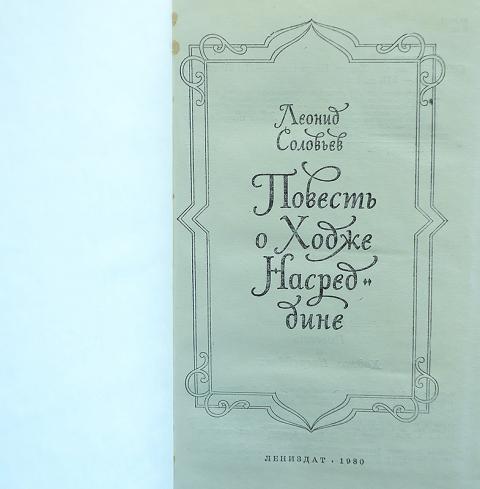 Леонид
Соловьев
Повесть
о Ходже
Насред-
дине
ЛЕНИЗДАТ · 1980